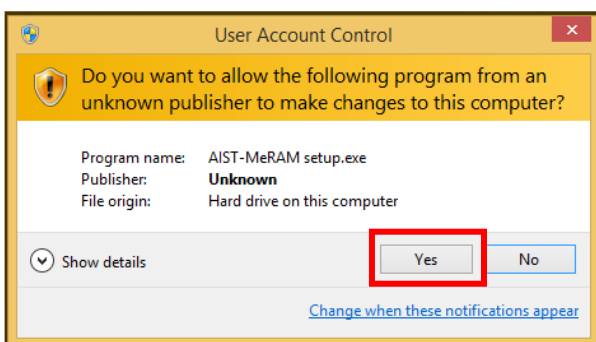 User Account Control
Do you want to allow the following program from an
unknown publisher to make changes to this computer?
Program name: AIST-MeRAM setup.exe
Publisher: Unknown
File origin: Hard drive on this computer
Show details Yes No
Change when these notifications appear